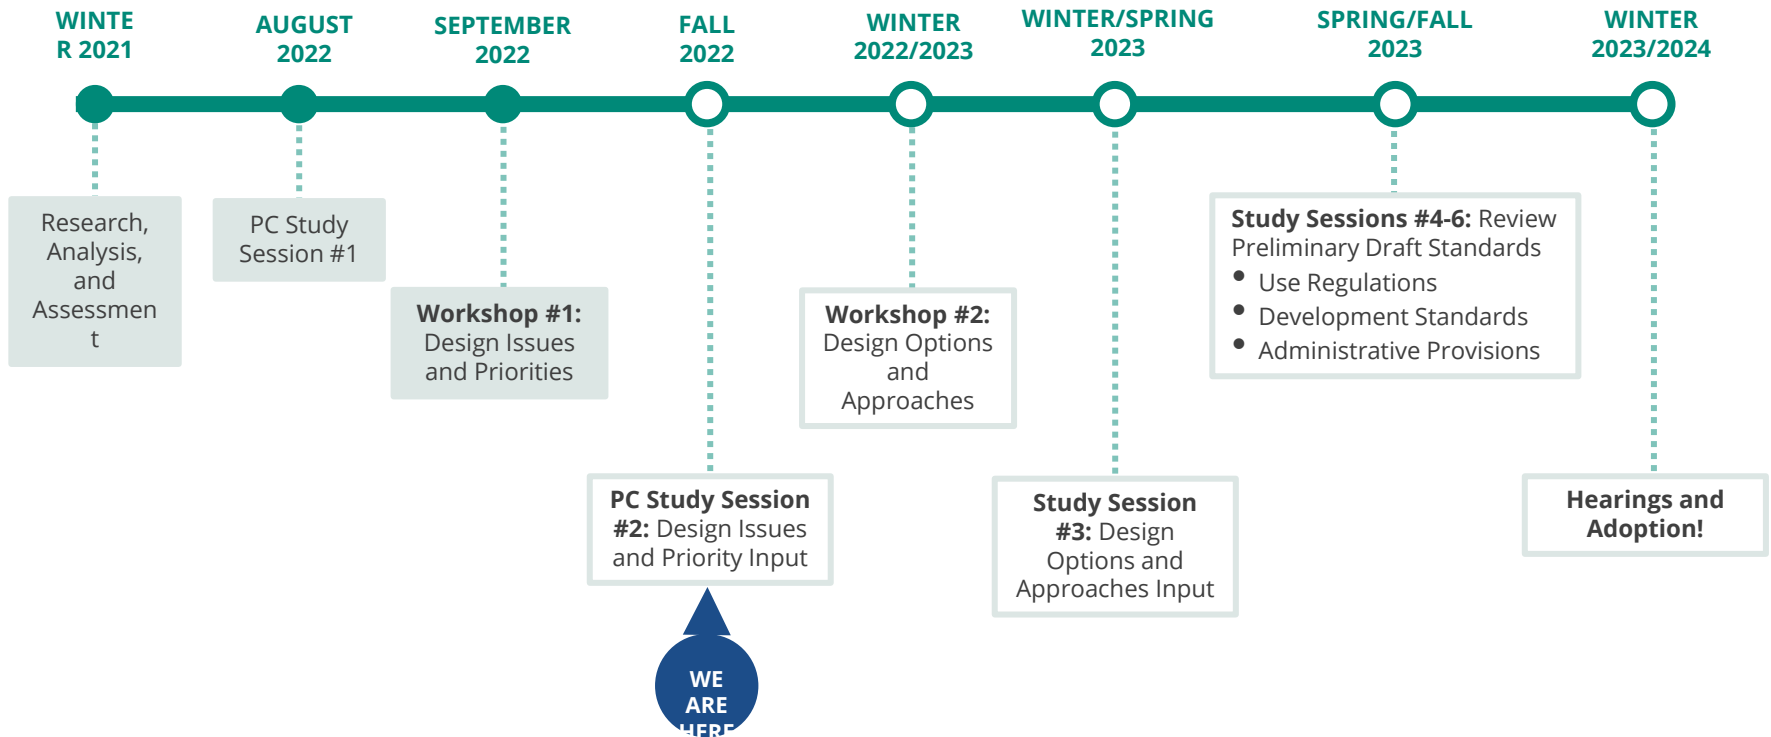 WINTE
R 2021
AUGUST
2022
SEPTEMBER
2022
FALL
2022
WINTER
2022/2023
WINTER/SPRING
2023
SPRING/FALL
2023
WINTER
2023/2024
Research,
Analysis,
and
Assessmen
t
PC Study
Session #1
Workshop #1:
Design Issues
and Priorities
PC Study Session
#2: Design Issues
and Priority Input
Workshop #2:
Design Options
and
Approaches
Study Session
#3: Design
Options and
Approaches Input
Study Sessions #4-6: Review
Preliminary Draft Standards
• Use Regulations
• Development Standards
• Administrative Provisions
Hearings and
Adoption!
WE
ARE
HERE